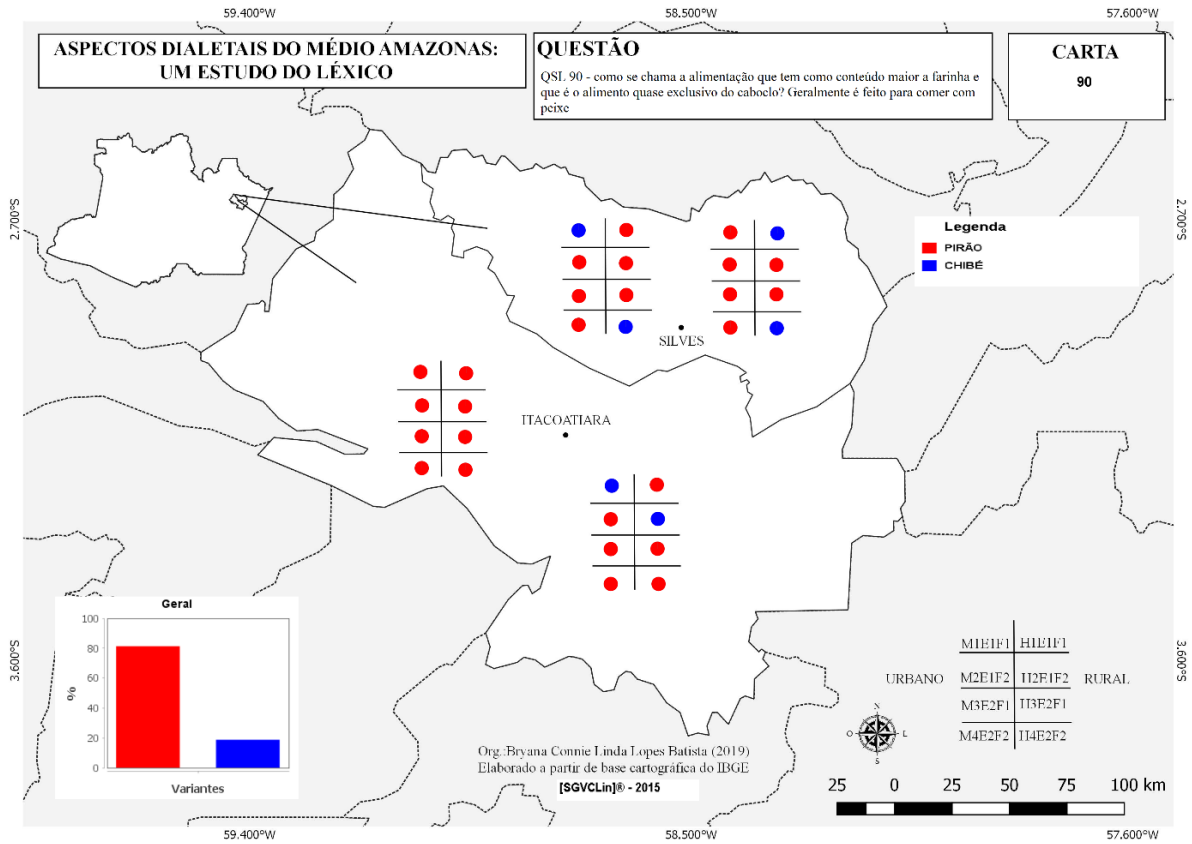 59.400°W
58.500°W
57.600°W
ASPECTOS DIALETAIS DO MÉDIO AMAZONAS:
UM ESTUDO DO LÉXICO
QUESTÃO
QSL 90 - como se chama a alimentação que tem como conteúdo maior a farinha e
que é o alimento quase exclusivo do caboclo? Geralmente é feito para comer com
peixe
CARTA
90
2.700°S
2.700°S
Legenda
PIRÃO
CHIBÉ
SILVES
ITACOATIARA
Geral
100
80
60
40
20
0
%
Variantes
3.600°S
3.600°S
M1E1F1 H1E1F1
URBANO M2E1F2 H2E1F2 RURAL
M3E2F1 H3E2F1
M4E2F2 H4E2F2
N
O L
S
Org.:Bryana Connie Linda Lopes Batista (2019)
Elaborado a partir de base cartográfica do IBGE
[SGVCLin]® - 2015
25 0 25 50 75 100 km
59.400°W
58.500°W
57.600°W